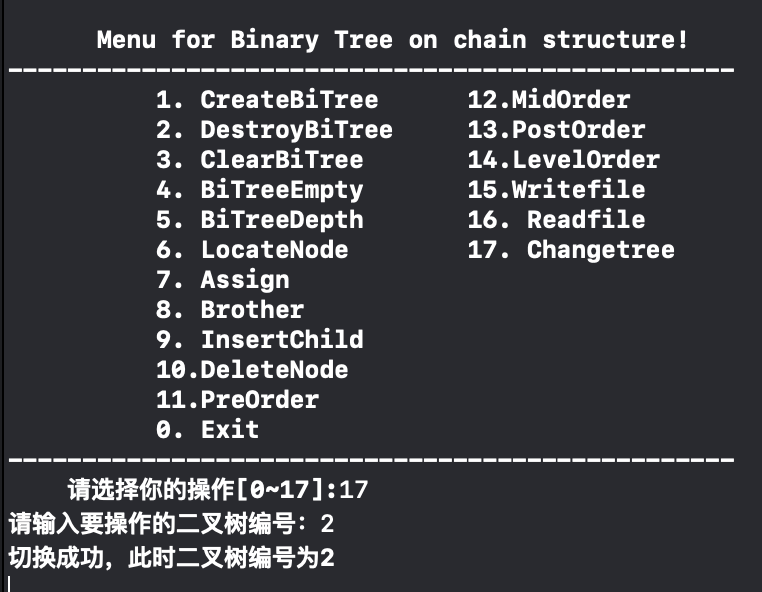 Menu for Binary Tree on chain structure!
-------------------------------------------------
1. CreateBiTree 12.MidOrder
2. DestroyBiTree 13.PostOrder
3. ClearBiTree 14.LevelOrder
4. BiTreeEmpty 15.Writefile
5. BiTreeDepth 16. Readfile
6. LocateNode 17. Changetree
7. Assign
8. Brother
9. InsertChild
10.DeleteNode
11.PreOrder
0. Exit
-------------------------------------------------
请选择你的操作[0~17]:17
请输入要操作的二叉树编号：2
切换成功，此时二叉树编号为2